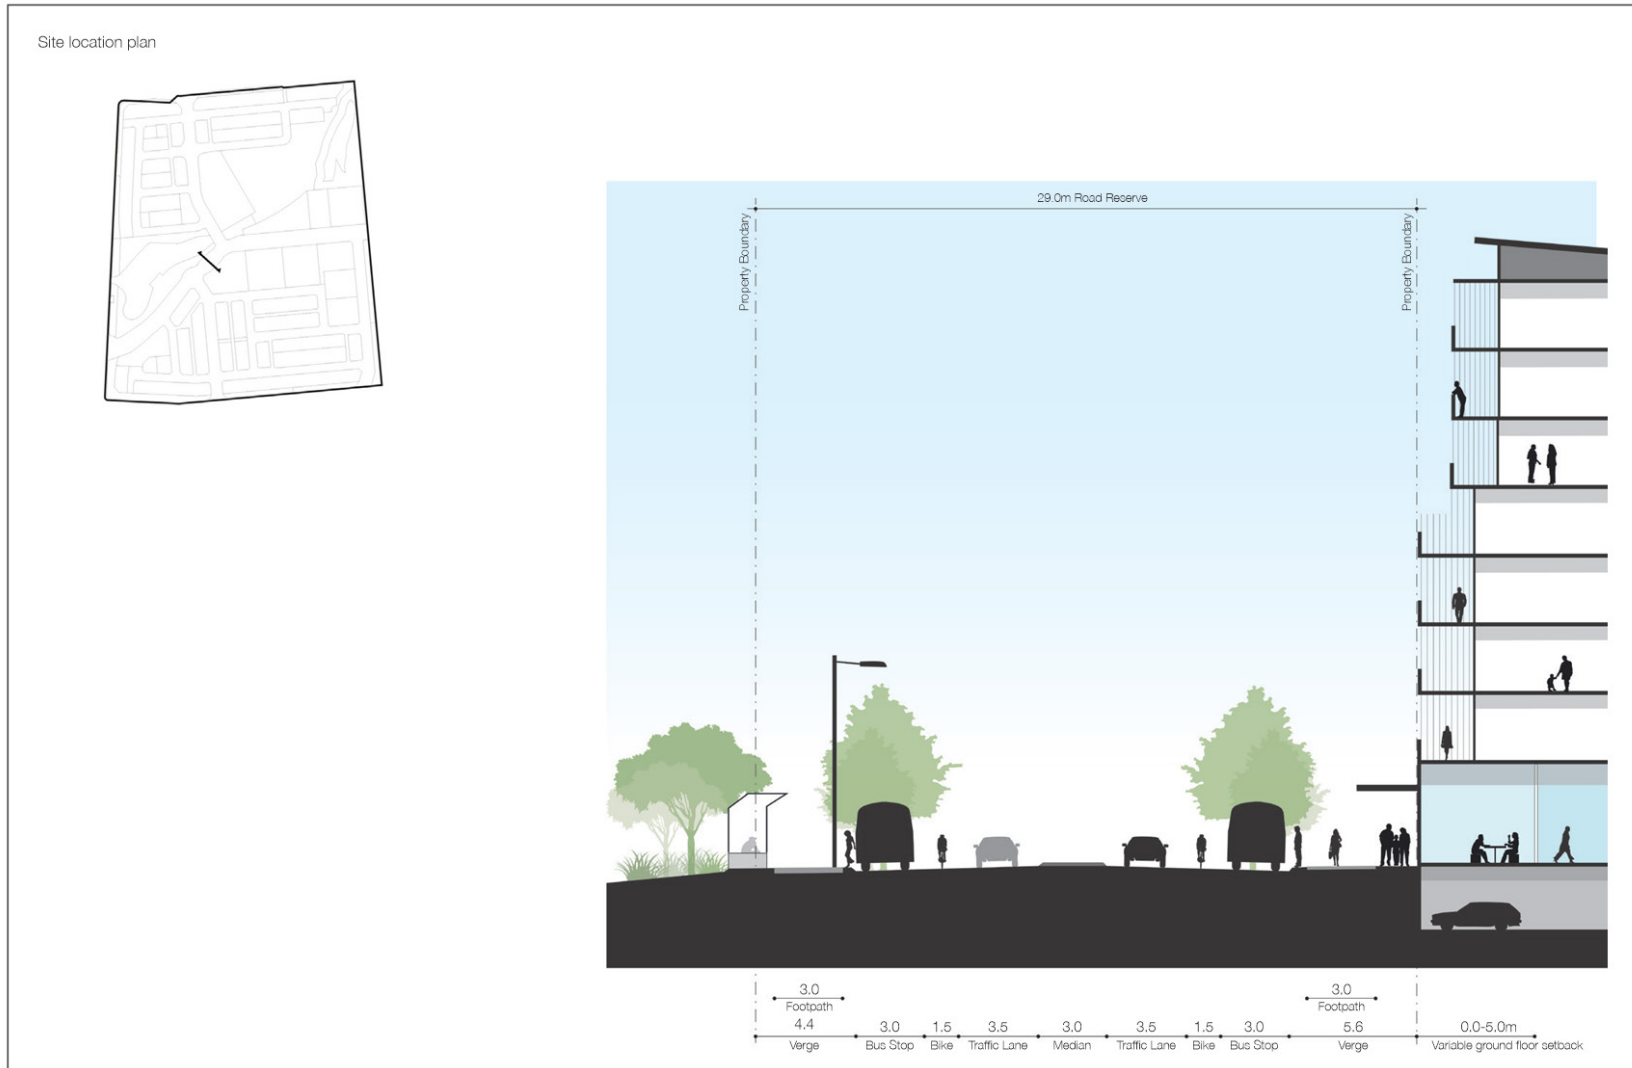 Site location plan
29.0m Road Reserve
Property Boundary
Property Boundary
3.0
Footpath
3.0
Footpath
4.4
3.0
1.5
3.5
3.0
3.5
1.5
3.0
5.6
0.0-5.0m
Verge
Bus Stop
Bike
Traffic Lane
Median
Traffic Lane
Bike
Bus Stop
Verge
Variable ground floor setback